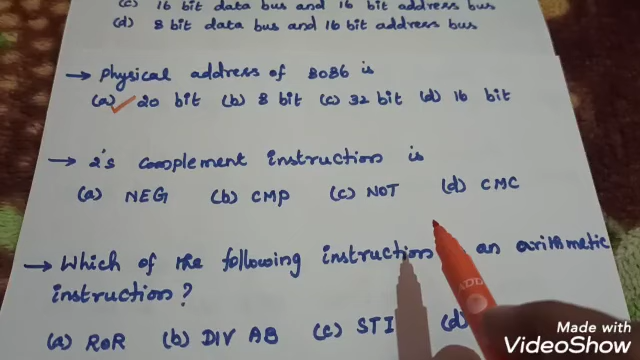 (c) 16 bit data bus and 16 bit address bus
(d) 8 bit data bus and 16 bit address bus
→ Physical address of 8086 is
(a) 20 bit (b) 8 bit (c) 32 bit (d) 16 bit
→ 2's complement instruction is
(a) NEG (b) CMP (c) NOT (d) CMC
→ Which of the following instruction an arithmetic
instruction?
(a) ROR (b) DIV AB (c) STI (d)
ADD
Made with
VideoShow